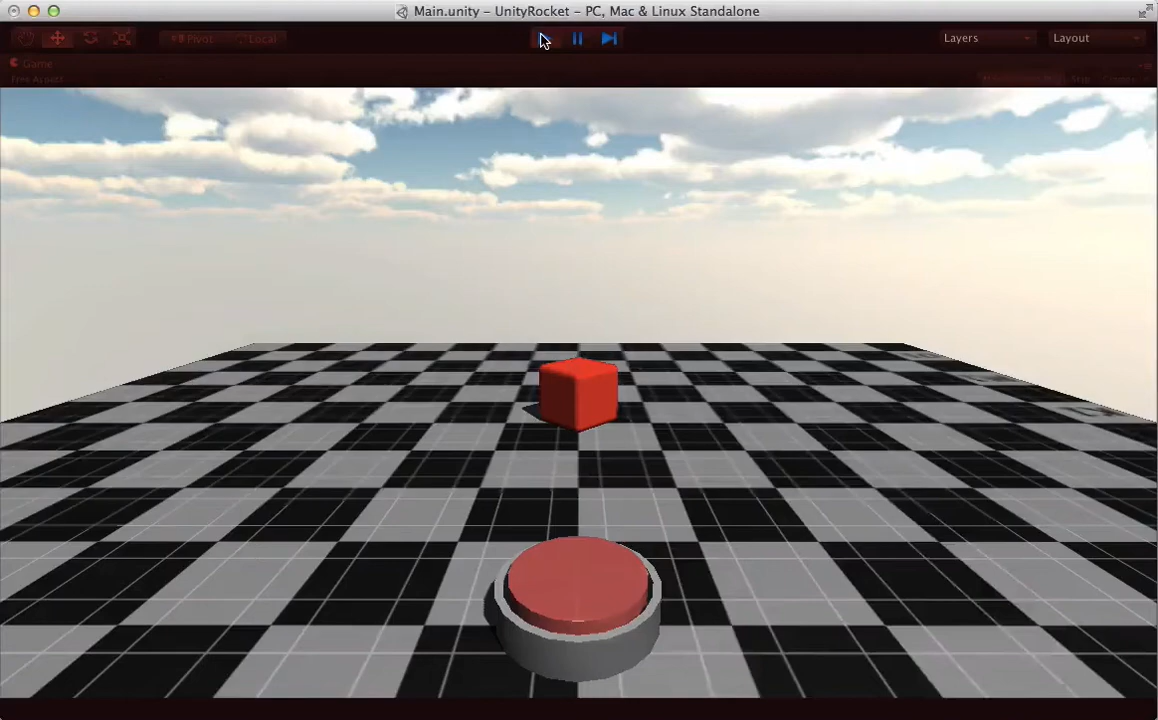 Main.unity – UnityRocket – PC, Mac & Linux Standalone
Pivot Local Layers Layout
Game
Free Aspect